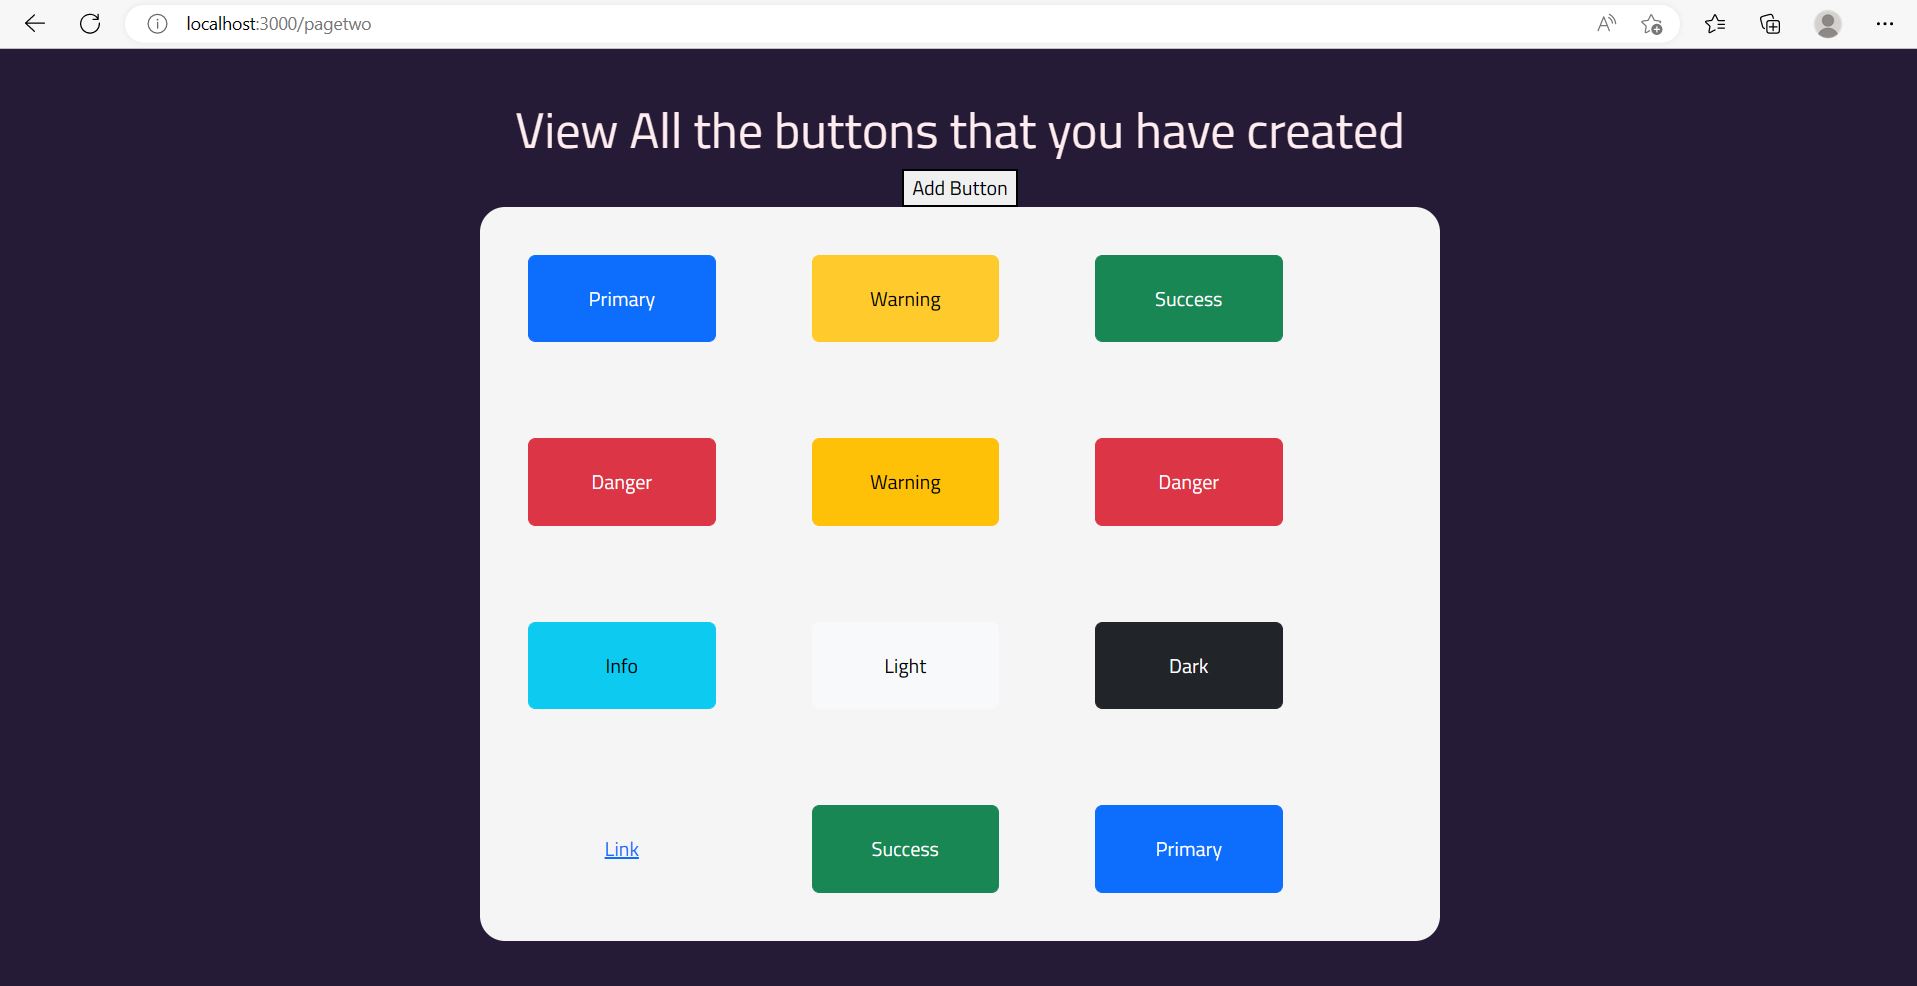 localhost:3000/pagetwo
View All the buttons that you have created
Add Button
Primary Warning Success
Danger Warning Danger
Info Light Dark
Link Success Primary